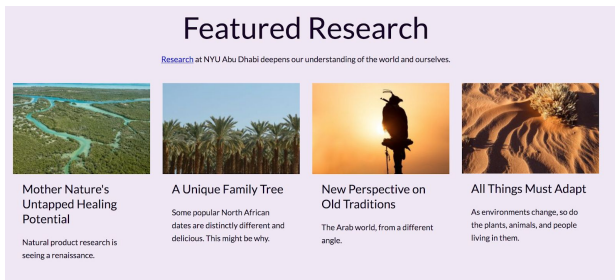 Featured Research
Research at NYU Abu Dhabi deepens our understanding of the world and ourselves.
Mother Nature's
Untapped Healing
Potential
Natural product research is
seeing a renaissance.
A Unique Family Tree
Some popular North African
dates are distinctly different and
delicious. This might be why.
New Perspective on
Old Traditions
The Arab world, from a different
angle.
All Things Must Adapt
As environments change, so do
the plants, animals, and people
living in them.